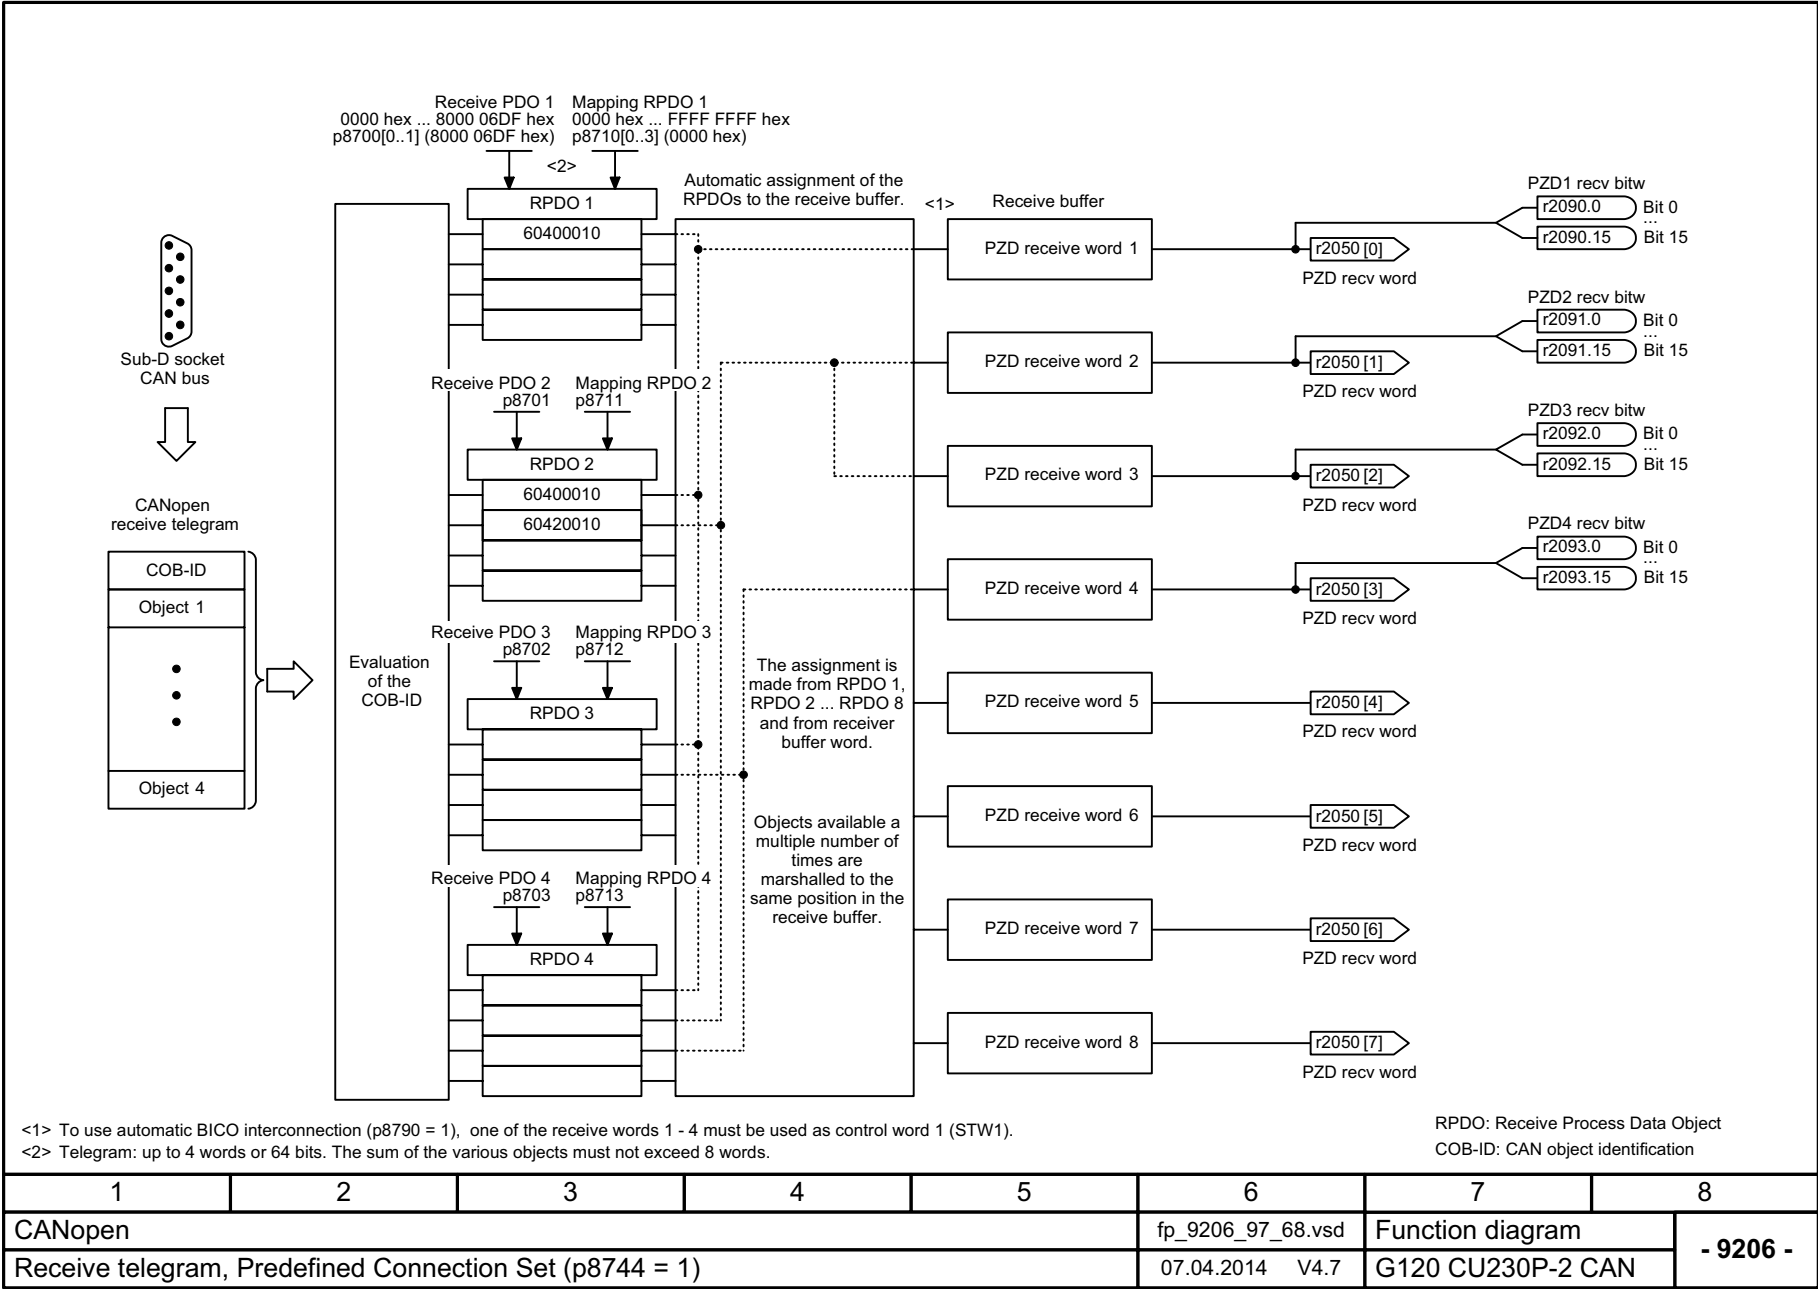 Receive PDO 1
0000 hex ... 8000 06DF hex
p8700[0..1] (8000 06DF hex)
Mapping RPDO 1
0000 hex ... FFFF FFFF hex
p8710[0..3] (0000 hex)
<2>
RPDO 1
60400010
Automatic assignment of the
RPDOs to the receive buffer.
<1>
Receive buffer
PZD receive word 1
r2050 [0]
PZD recv word
PZD1 recv bitw
r2090.0
Bit 0
...
r2090.15
Bit 15
Sub-D socket
CAN bus
PZD receive word 2
r2050 [1]
PZD recv word
PZD2 recv bitw
r2091.0
Bit 0
...
r2091.15
Bit 15
Receive PDO 2
p8701
Mapping RPDO 2
p8711
RPDO 2
60400010
60420010
PZD receive word 3
r2050 [2]
PZD recv word
PZD3 recv bitw
r2092.0
Bit 0
...
r2092.15
Bit 15
CANopen
receive telegram
COB-ID
Object 1
Object 4
Evaluation
of the
COB-ID
PZD receive word 4
r2050 [3]
PZD recv word
PZD4 recv bitw
r2093.0
Bit 0
...
r2093.15
Bit 15
Receive PDO 3
p8702
Mapping RPDO 3
p8712
RPDO 3
The assignment is
made from RPDO 1,
RPDO 2 ... RPDO 8
and from receiver
buffer word.
PZD receive word 5
r2050 [4]
PZD recv word
Objects available a
multiple number of
times are
marshalled to the
same position in the
receive buffer.
PZD receive word 6
r2050 [5]
PZD recv word
Receive PDO 4
p8703
Mapping RPDO 4
p8713
RPDO 4
PZD receive word 7
r2050 [6]
PZD recv word
PZD receive word 8
r2050 [7]
PZD recv word
<1> To use automatic BICO interconnection (p8790 = 1), one of the receive words 1 - 4 must be used as control word 1 (STW1).
<2> Telegram: up to 4 words or 64 bits. The sum of the various objects must not exceed 8 words.
RPDO: Receive Process Data Object
COB-ID: CAN object identification
1 2 3 4 5 6 7 8
CANopen
fp_9206_97_68.vsd
Function diagram
- 9206 -
Receive telegram, Predefined Connection Set (p8744 = 1)
07.04.2014 V4.7
G120 CU230P-2 CAN